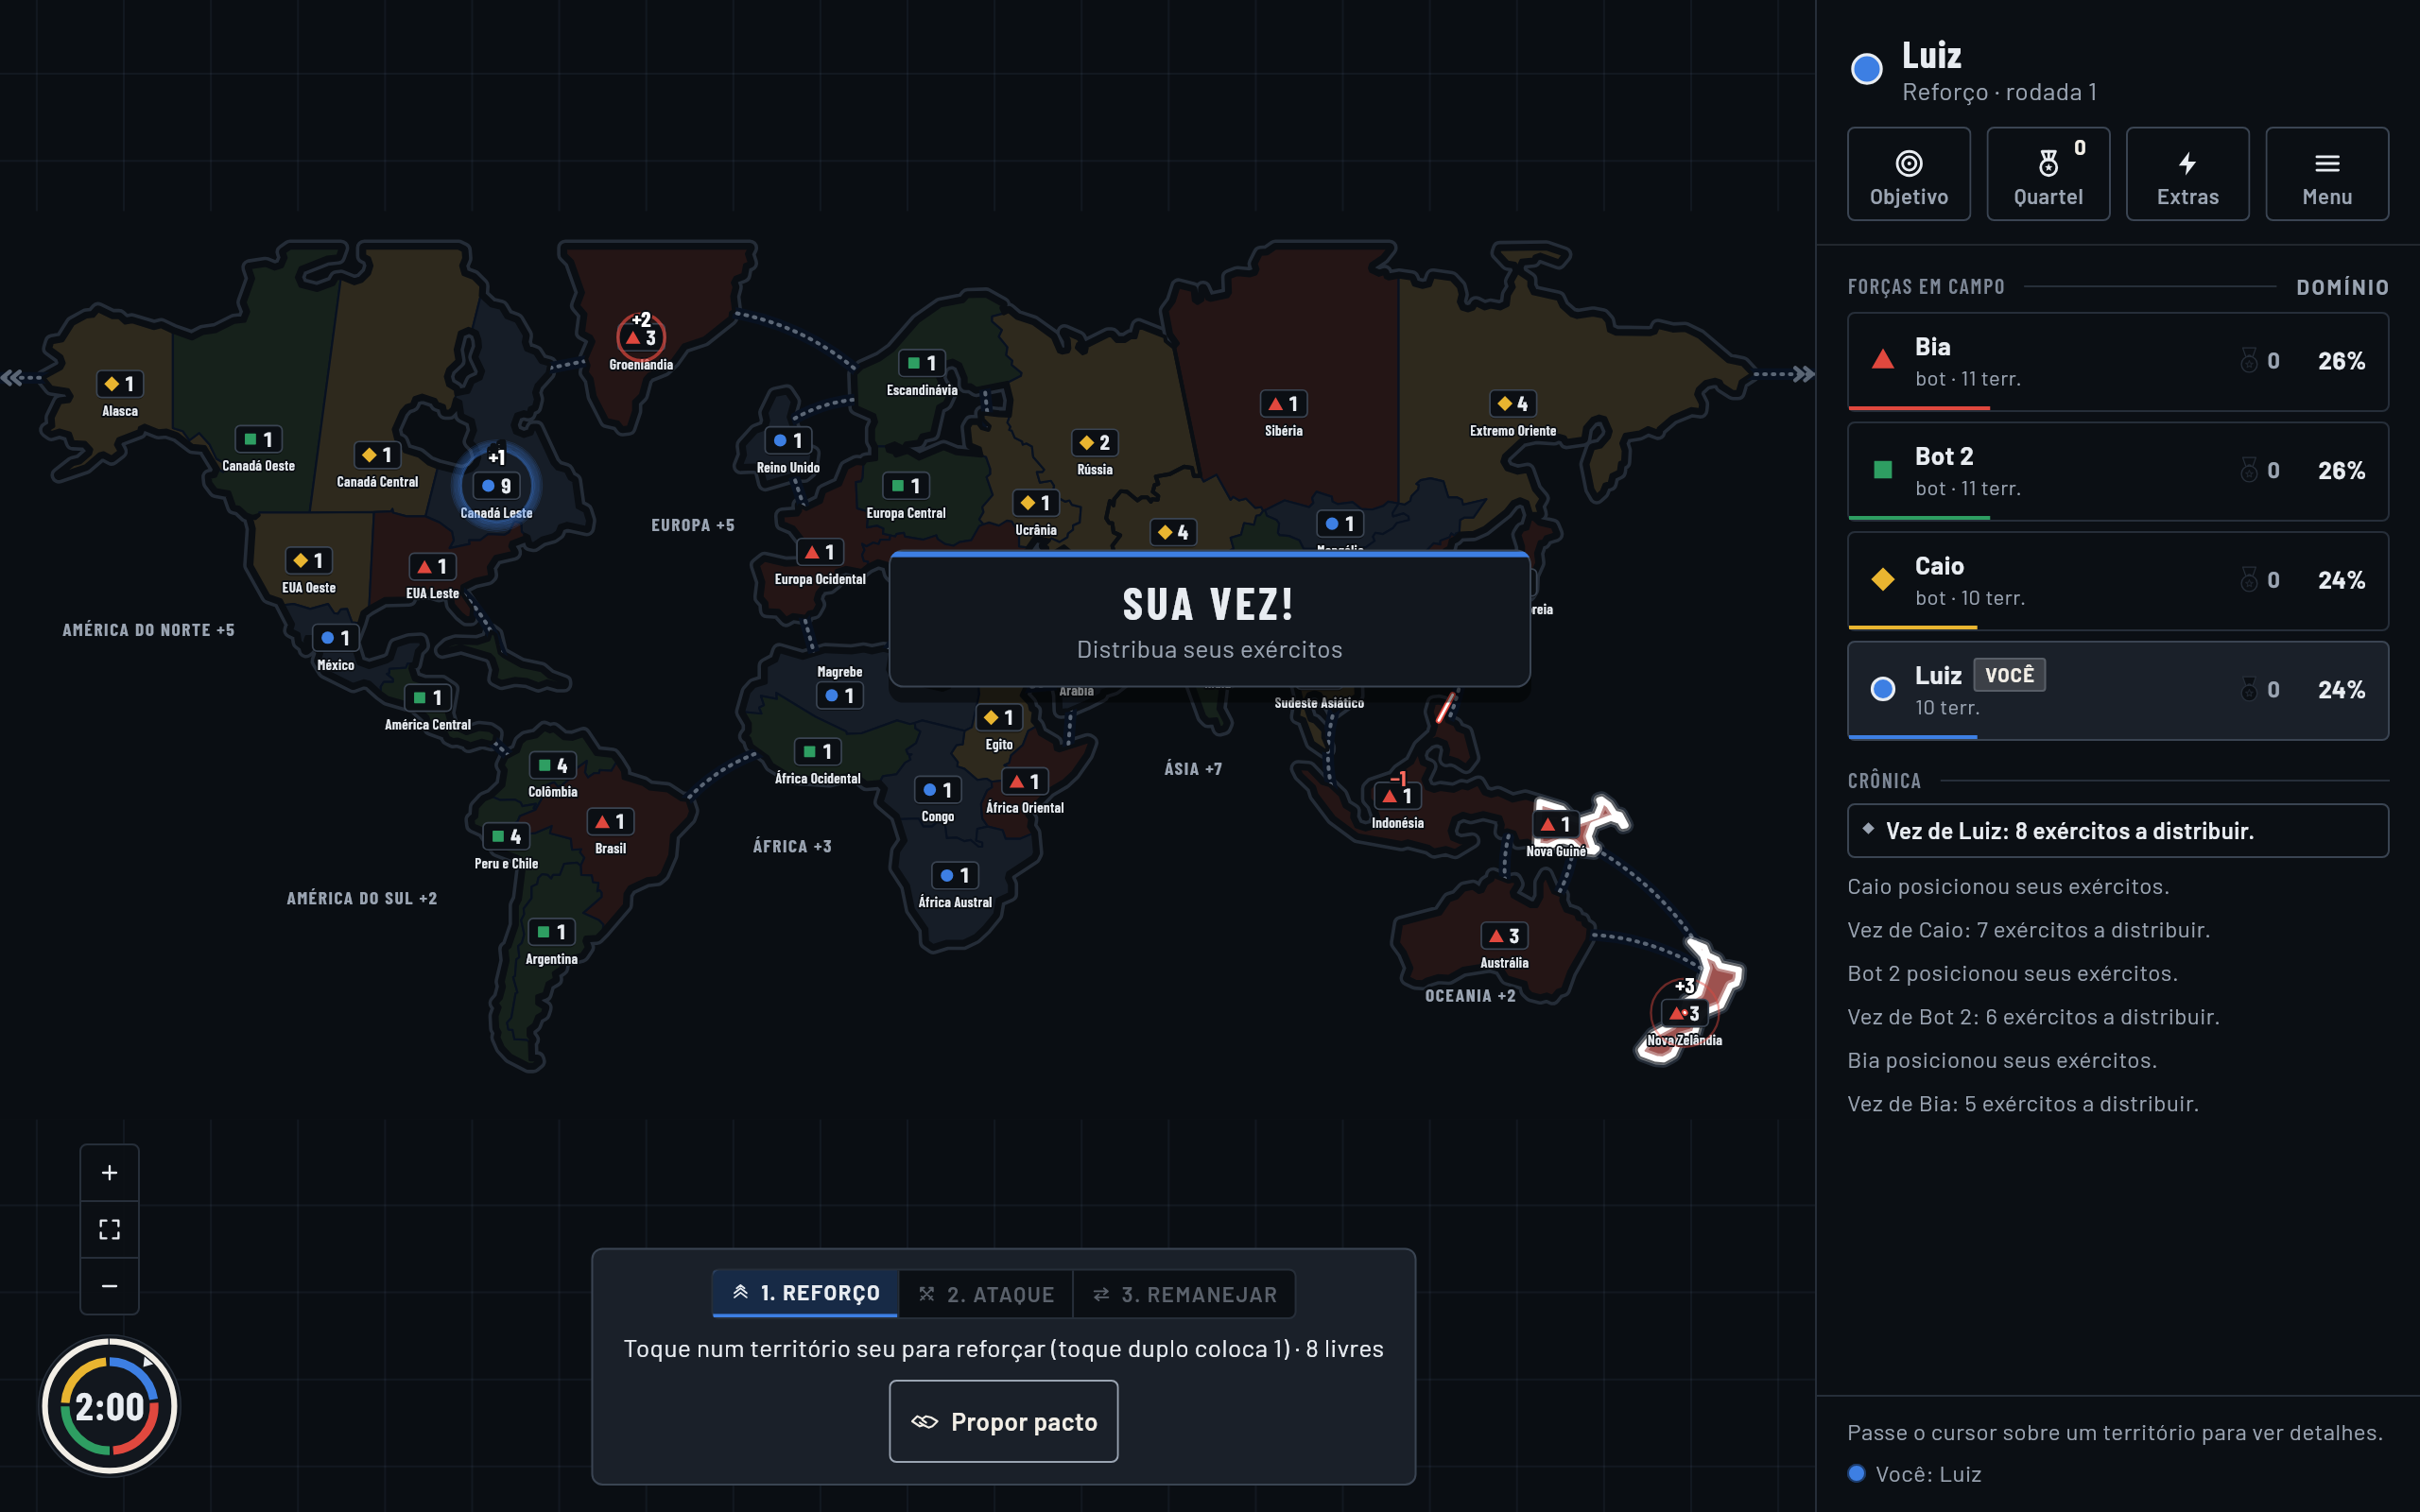 Luiz
Reforço · rodada 1
Objetivo
0
Quartel
Extras
Menu
FORÇAS EM CAMPO
DOMÍNIO
Bia
bot · 11 terr.
0
26%
Bot 2
bot · 11 terr.
0
26%
Caio
bot · 10 terr.
0
24%
Luiz VOCÊ
10 terr.
0
24%
CRÔNICA
Vez de Luiz: 8 exércitos a distribuir.
Caio posicionou seus exércitos.
Vez de Caio: 7 exércitos a distribuir.
Bot 2 posicionou seus exércitos.
Vez de Bot 2: 6 exércitos a distribuir.
Bia posicionou seus exércitos.
Vez de Bia: 5 exércitos a distribuir.
Passe o cursor sobre um território para ver detalhes.
Você: Luiz
1
Alasca
1
Canadá Oeste
1
Canadá Central
+1
9
Canadá Leste
+2
3
Groenlândia
1
EUA Oeste
1
EUA Leste
AMÉRICA DO NORTE +5
1
México
1
América Central
4
Colômbia
4
Peru e Chile
1
Brasil
AMÉRICA DO SUL +2
1
Argentina
1
Escandinávia
1
Reino Unido
1
Europa Central
EUROPA +5
1
Europa Ocidental
2
Rússia
1
Ucrânia
4
1
Sibéria
4
Extremo Oriente
1
SUA VEZ!
Distribua seus exércitos
reia
Magrebe
1
Arábia
1
Egito
1
África Ocidental
1
Congo
1
África Oriental
ÁFRICA +3
1
África Austral
Sudeste Asiático
ÁSIA +7
−1
1
Indonésia
1
Nova Guiné
3
Austrália
OCEANIA +2
+3
3
Nova Zelândia
+
−
2:00
1. REFORÇO
2. ATAQUE
3. REMANEJAR
Toque num território seu para reforçar (toque duplo coloca 1) · 8 livres
Propor pacto